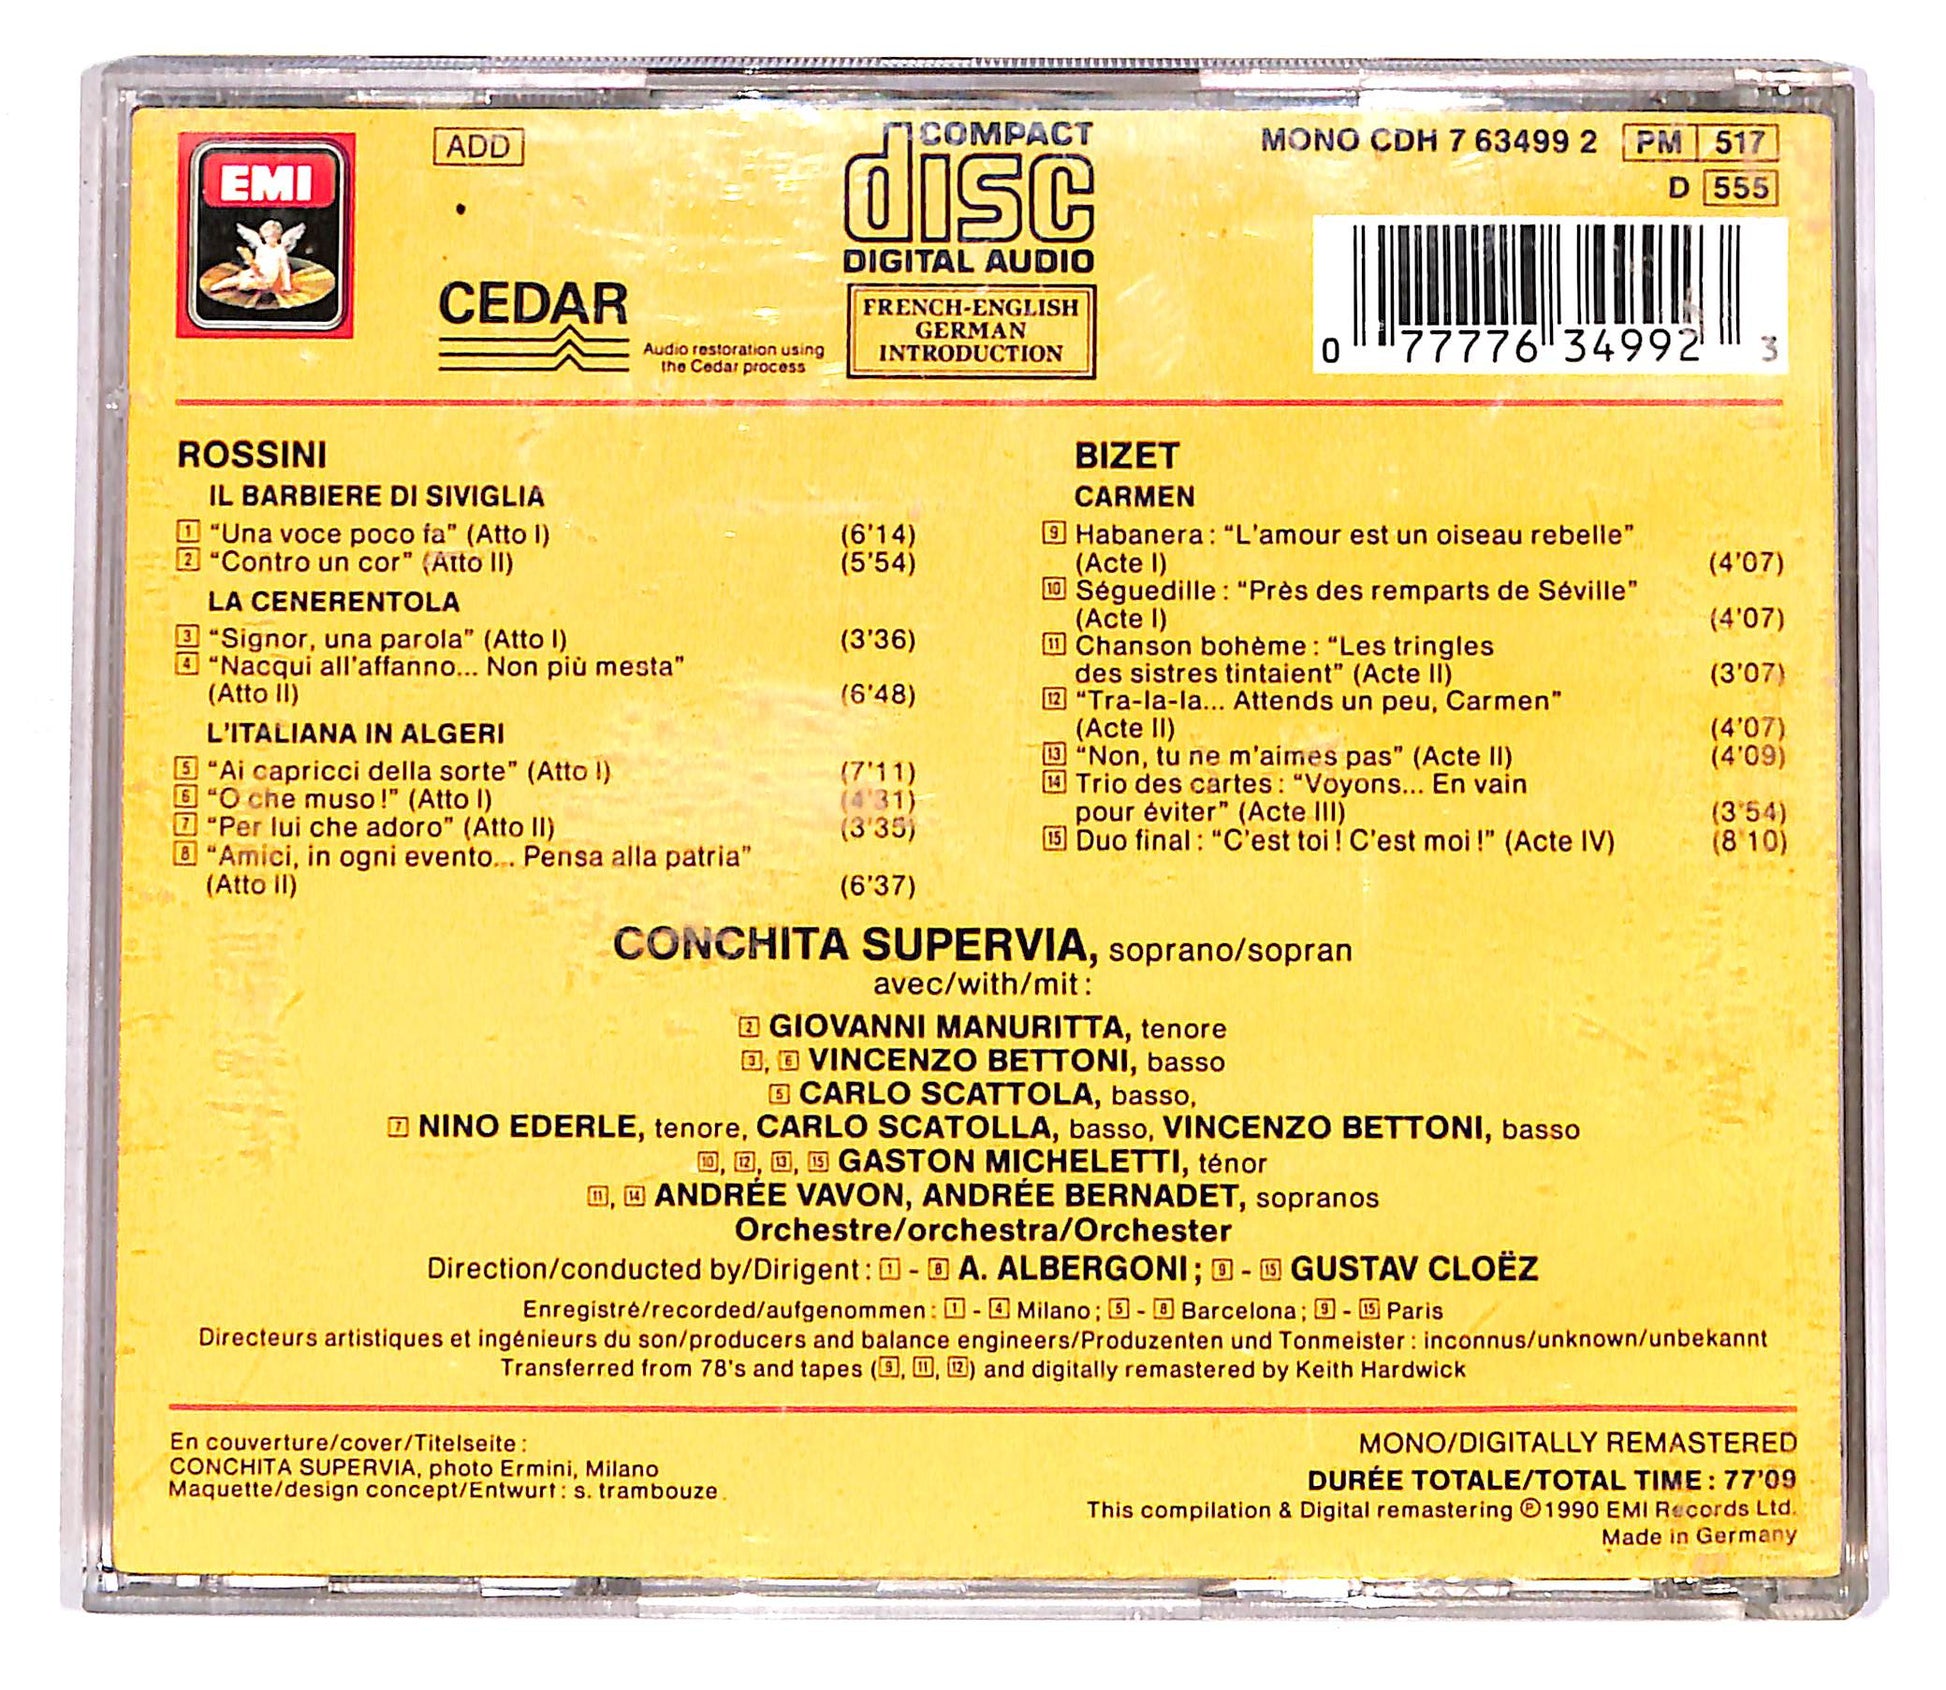 EMI
ADD
COMPACT
disc
DIGITAL AUDIO
MONO CDH 7 63499 2 PM 517
D 555
CEDAR
Audio restoration using
the Cedar process
FRENCH-ENGLISH
GERMAN
INTRODUCTION
0 77776 34992 3
ROSSINI
IL BARBIERE DI SIVIGLIA
1 "Una voce poco fa" (Atto I) (6'14)
2 "Contro un cor" (Atto II) (5'54)
LA CENERENTOLA
3 "Signor, una parola" (Atto I) (3'36)
4 "Nacqui all'affanno... Non più mesta"
(Atto II) (6'48)
L'ITALIANA IN ALGERI
5 "Ai capricci della sorte" (Atto I) (7'11)
6 "O che muso!" (Atto I) (4'31)
7 "Per lui che adoro" (Atto II) (3'35)
8 "Amici, in ogni evento... Pensa alla patria"
(Atto II) (6'37)
BIZET
CARMEN
9 Habanera : "L'amour est un oiseau rebelle"
(Acte I) (4'07)
10 Séguedille : "Près des remparts de Séville"
(Acte I) (4'07)
11 Chanson bohème : "Les tringles
des sistres tintaient" (Acte II) (3'07)
12 "Tra-la-la... Attends un peu, Carmen"
(Acte II) (4'07)
13 "Non, tu ne m'aimes pas" (Acte II) (4'09)
14 Trio des cartes : "Voyons... En vain
pour éviter" (Acte III) (3'54)
15 Duo final : "C'est toi ! C'est moi !" (Acte IV) (8'10)
CONCHITA SUPERVIA, soprano/sopran
avec/with/mit :
2 GIOVANNI MANURITTA, tenore
3, 6 VINCENZO BETTONI, basso
5 CARLO SCATTOLA, basso,
7 NINO EDERLE, tenore, CARLO SCATOLLA, basso, VINCENZO BETTONI, basso
10, 12, 13, 15 GASTON MICHELETTI, ténor
11, 14 ANDRÉE VAVON, ANDRÉE BERNADET, sopranos
Orchestre/orchestra/Orchester
Direction/conducted by/Dirigent : 1 - 8 A. ALBERGONI ; 9 - 15 GUSTAV CLOËZ
Enregistré/recorded/aufgenommen : 1 - 4 Milano ; 5 - 8 Barcelona ; 9 - 15 Paris
Directeurs artistiques et ingénieurs du son/producers and balance engineers/Produzenten und Tonmeister : inconnus/unknown/unbekannt
Transferred from 78's and tapes (9, 11, 12) and digitally remastered by Keith Hardwick
En couverture/cover/Titelseite :
CONCHITA SUPERVIA, photo Ermini, Milano
Maquette/design concept/Entwurf : s. trambouze
MONO/DIGITALLY REMASTERED
DURÉE TOTALE/TOTAL TIME : 77'09
This compilation & Digital remastering ℗1990 EMI Records Ltd.
Made in Germany